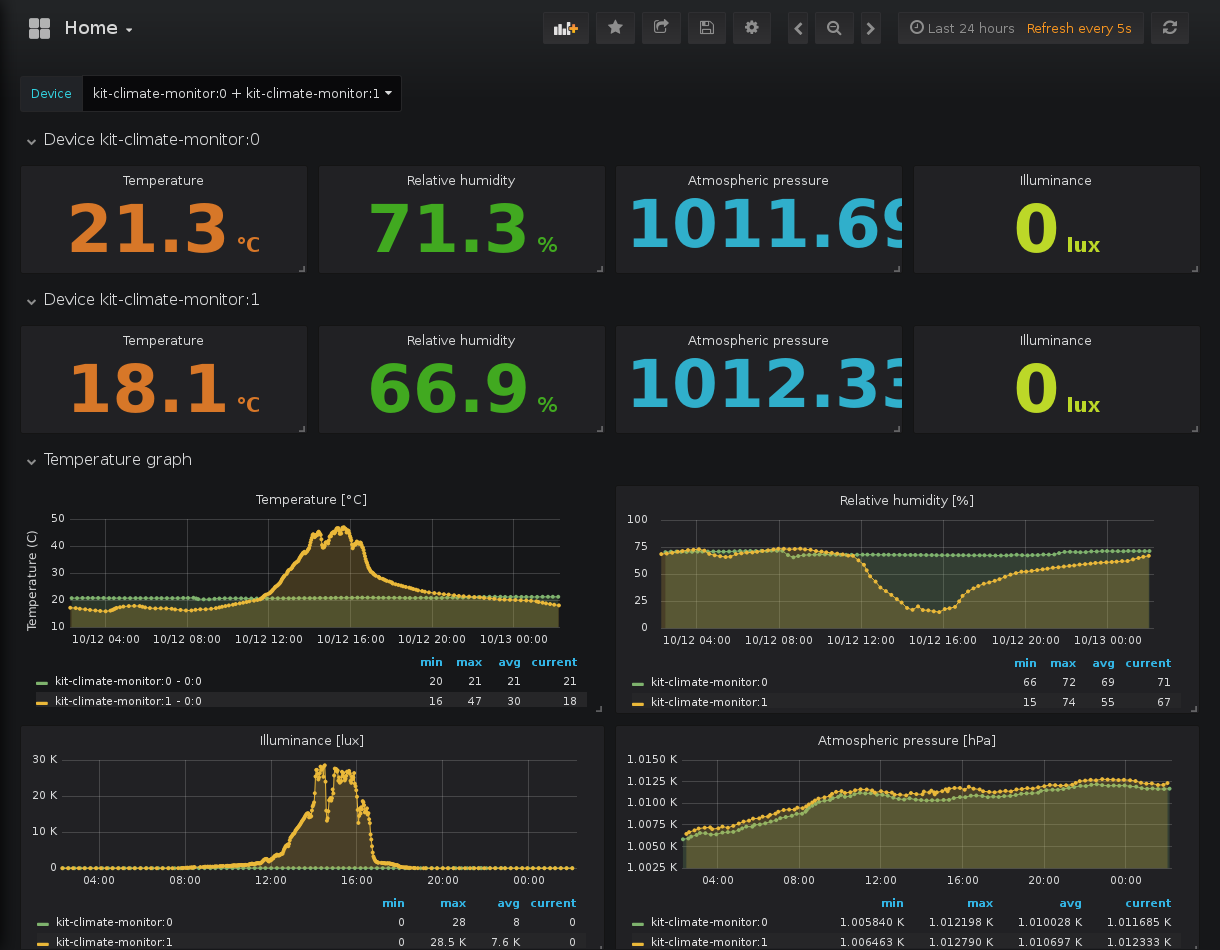 Home
Last 24 hours Refresh every 5s
Device kit-climate-monitor:0 + kit-climate-monitor:1
Device kit-climate-monitor:0
Temperature Relative humidity Atmospheric pressure Illuminance
21.3 °C 71.3 % 1011.69 0 lux
Device kit-climate-monitor:1
Temperature Relative humidity Atmospheric pressure Illuminance
18.1 °C 66.9 % 1012.33 0 lux
Temperature graph
Temperature [°C]
Temperature (C)
50
40
30
20
10
10/12 04:00 10/12 08:00 10/12 12:00 10/12 16:00 10/12 20:00 10/13 00:00
min max avg current
kit-climate-monitor:0 - 0:0 20 21 21 21
kit-climate-monitor:1 - 0:0 16 47 30 18
Relative humidity [%]
100
75
50
25
0
10/12 04:00 10/12 08:00 10/12 12:00 10/12 16:00 10/12 20:00 10/13 00:00
min max avg current
kit-climate-monitor:0 66 72 69 71
kit-climate-monitor:1 15 74 55 67
Illuminance [lux]
30 K
20 K
10 K
0
04:00 08:00 12:00 16:00 20:00 00:00
min max avg current
kit-climate-monitor:0 0 28 8 0
kit-climate-monitor:1 0 28.5 K 7.6 K 0
Atmospheric pressure [hPa]
1.0150 K
1.0125 K
1.0100 K
1.0075 K
1.0050 K
1.0025 K
04:00 08:00 12:00 16:00 20:00 00:00
min max avg current
kit-climate-monitor:0 1.005840 K 1.012198 K 1.010028 K 1.011685 K
kit-climate-monitor:1 1.006463 K 1.012790 K 1.010697 K 1.012333 K